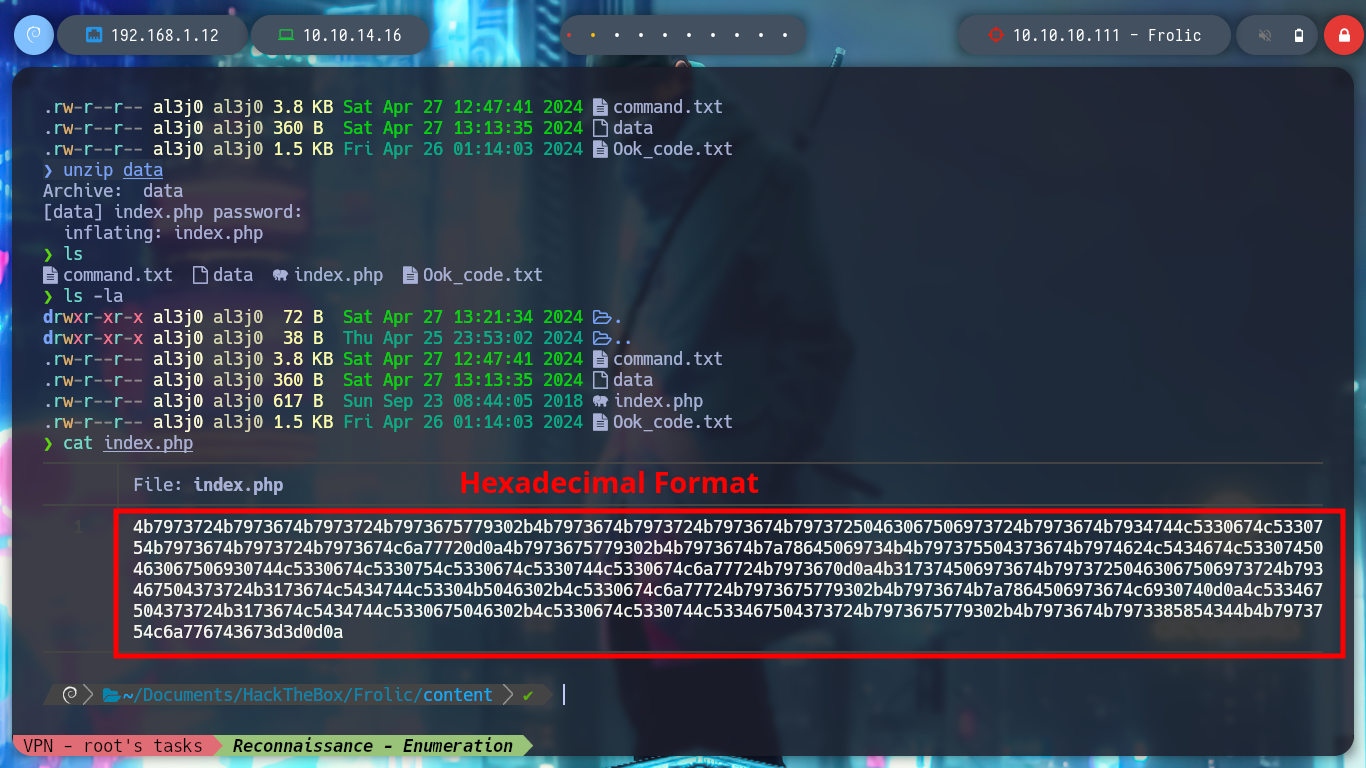 192.168.1.12 10.10.14.16 10.10.10.111 - Frolic
.rw-r--r-- al3j0 al3j0 3.8 KB Sat Apr 27 12:47:41 2024 command.txt
.rw-r--r-- al3j0 al3j0 360 B Sat Apr 27 13:13:35 2024 data
.rw-r--r-- al3j0 al3j0 1.5 KB Fri Apr 26 01:14:03 2024 Ook_code.txt
❯ unzip data
Archive: data
[data] index.php password:
inflating: index.php
❯ ls
command.txt data index.php Ook_code.txt
❯ ls -la
drwxr-xr-x al3j0 al3j0 72 B Sat Apr 27 13:21:34 2024 .
drwxr-xr-x al3j0 al3j0 38 B Thu Apr 25 23:53:02 2024 ..
.rw-r--r-- al3j0 al3j0 3.8 KB Sat Apr 27 12:47:41 2024 command.txt
.rw-r--r-- al3j0 al3j0 360 B Sat Apr 27 13:13:35 2024 data
.rw-r--r-- al3j0 al3j0 617 B Sun Sep 23 08:44:05 2018 index.php
.rw-r--r-- al3j0 al3j0 1.5 KB Fri Apr 26 01:14:03 2024 Ook_code.txt
❯ cat index.php
File: index.php Hexadecimal Format
1 4b7973724b7973674b7973724b7973675779302b4b7973674b7973724b7973674b79737250463067506973724b7973674b7934744c5330674c53307
54b7973674b7973724b7973674c6a77720d0a4b7973675779302b4b7973674b7a78645069734b4b797375504373674b7974624c5434674c533074 50
463067506930744c5330674c5330754c5330674c5330744c5330674c6a77724b7973670d0a4b317374506973674b79737250463067506973724b793
467504373724b3173674c5434744c53304b5046302b4c5330674c6a77724b7973675779302b4b7973674b7a7864506973674c6930740d0a4c533467
504373724b3173674c5434744c5330675046302b4c5330674c5330744c533467504373724b7973675779302b4b7973674b7973385854344b4b79737
54c6a776743673d3d0d0a
~/Documents/HackTheBox/Frolic/content ✔
VPN - root's tasks Reconnaissance - Enumeration